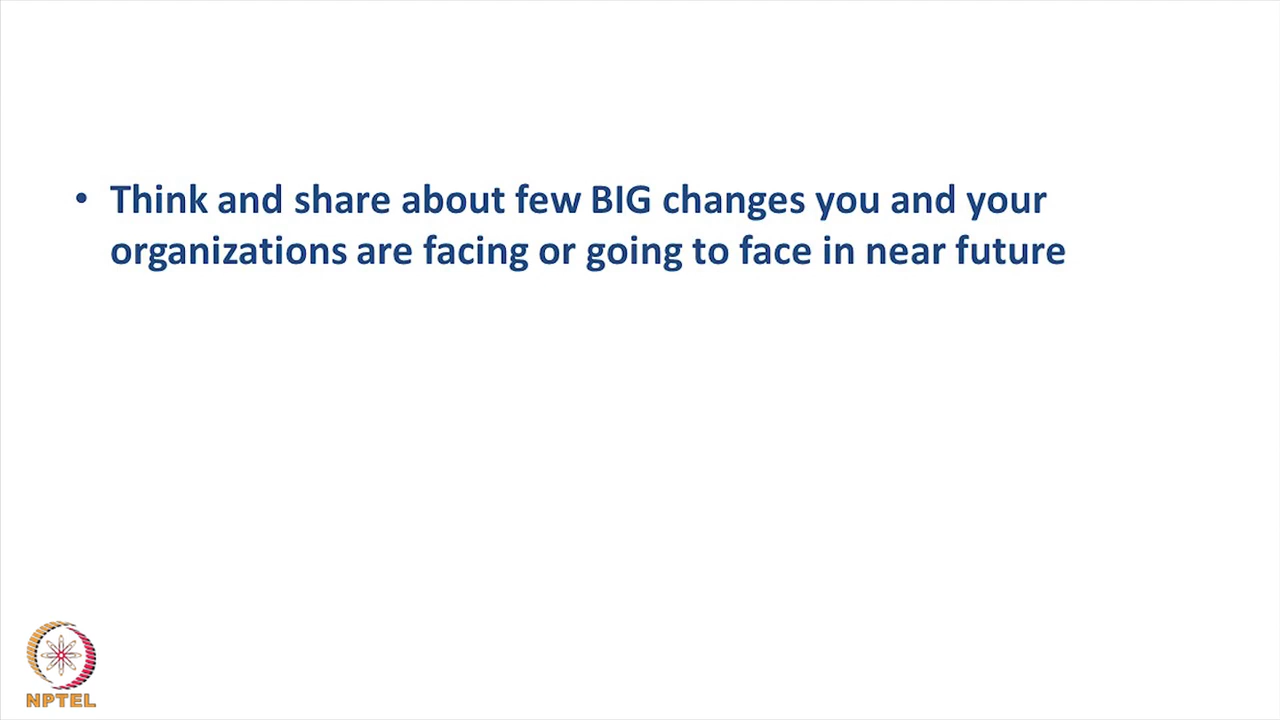 • Think and share about few BIG changes you and your
organizations are facing or going to face in near future
NPTEL